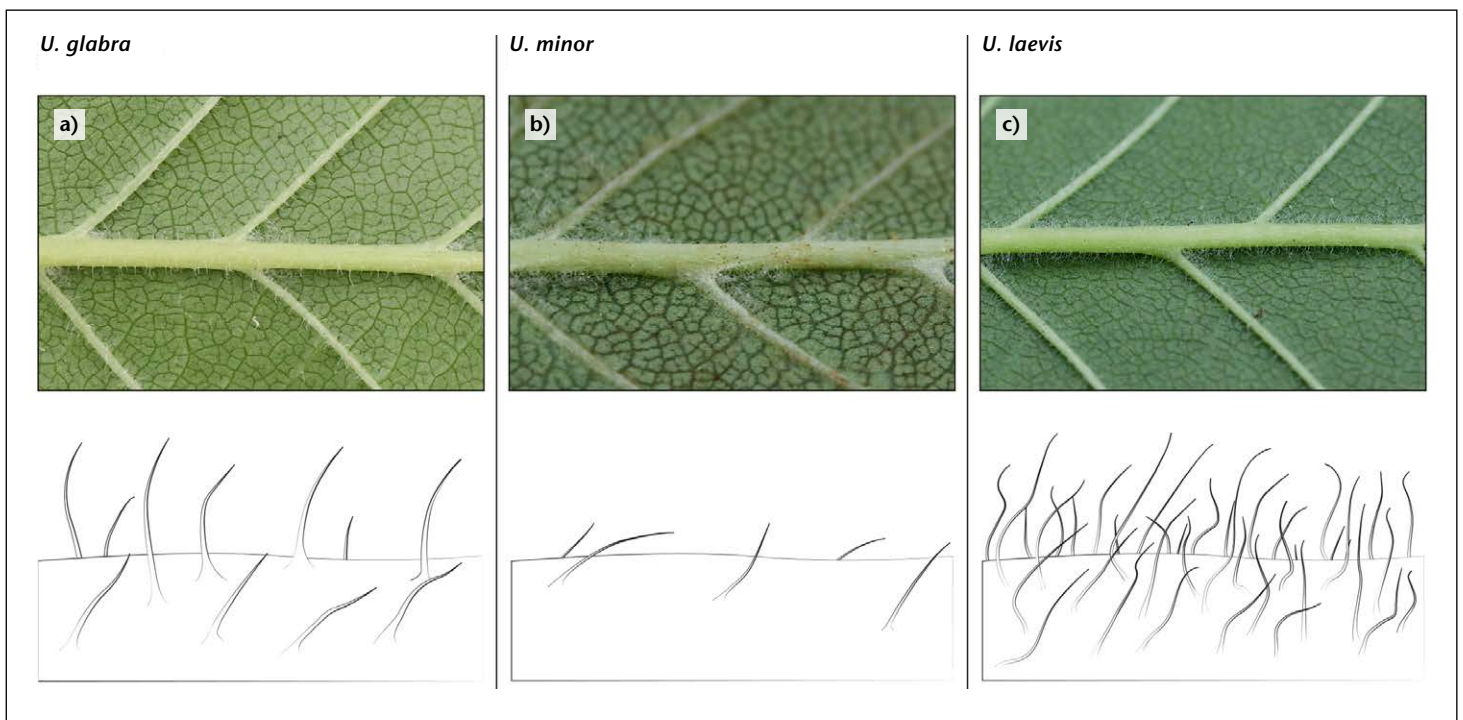 U. glabra
U. minor
U. laevis
a)
b)
c)